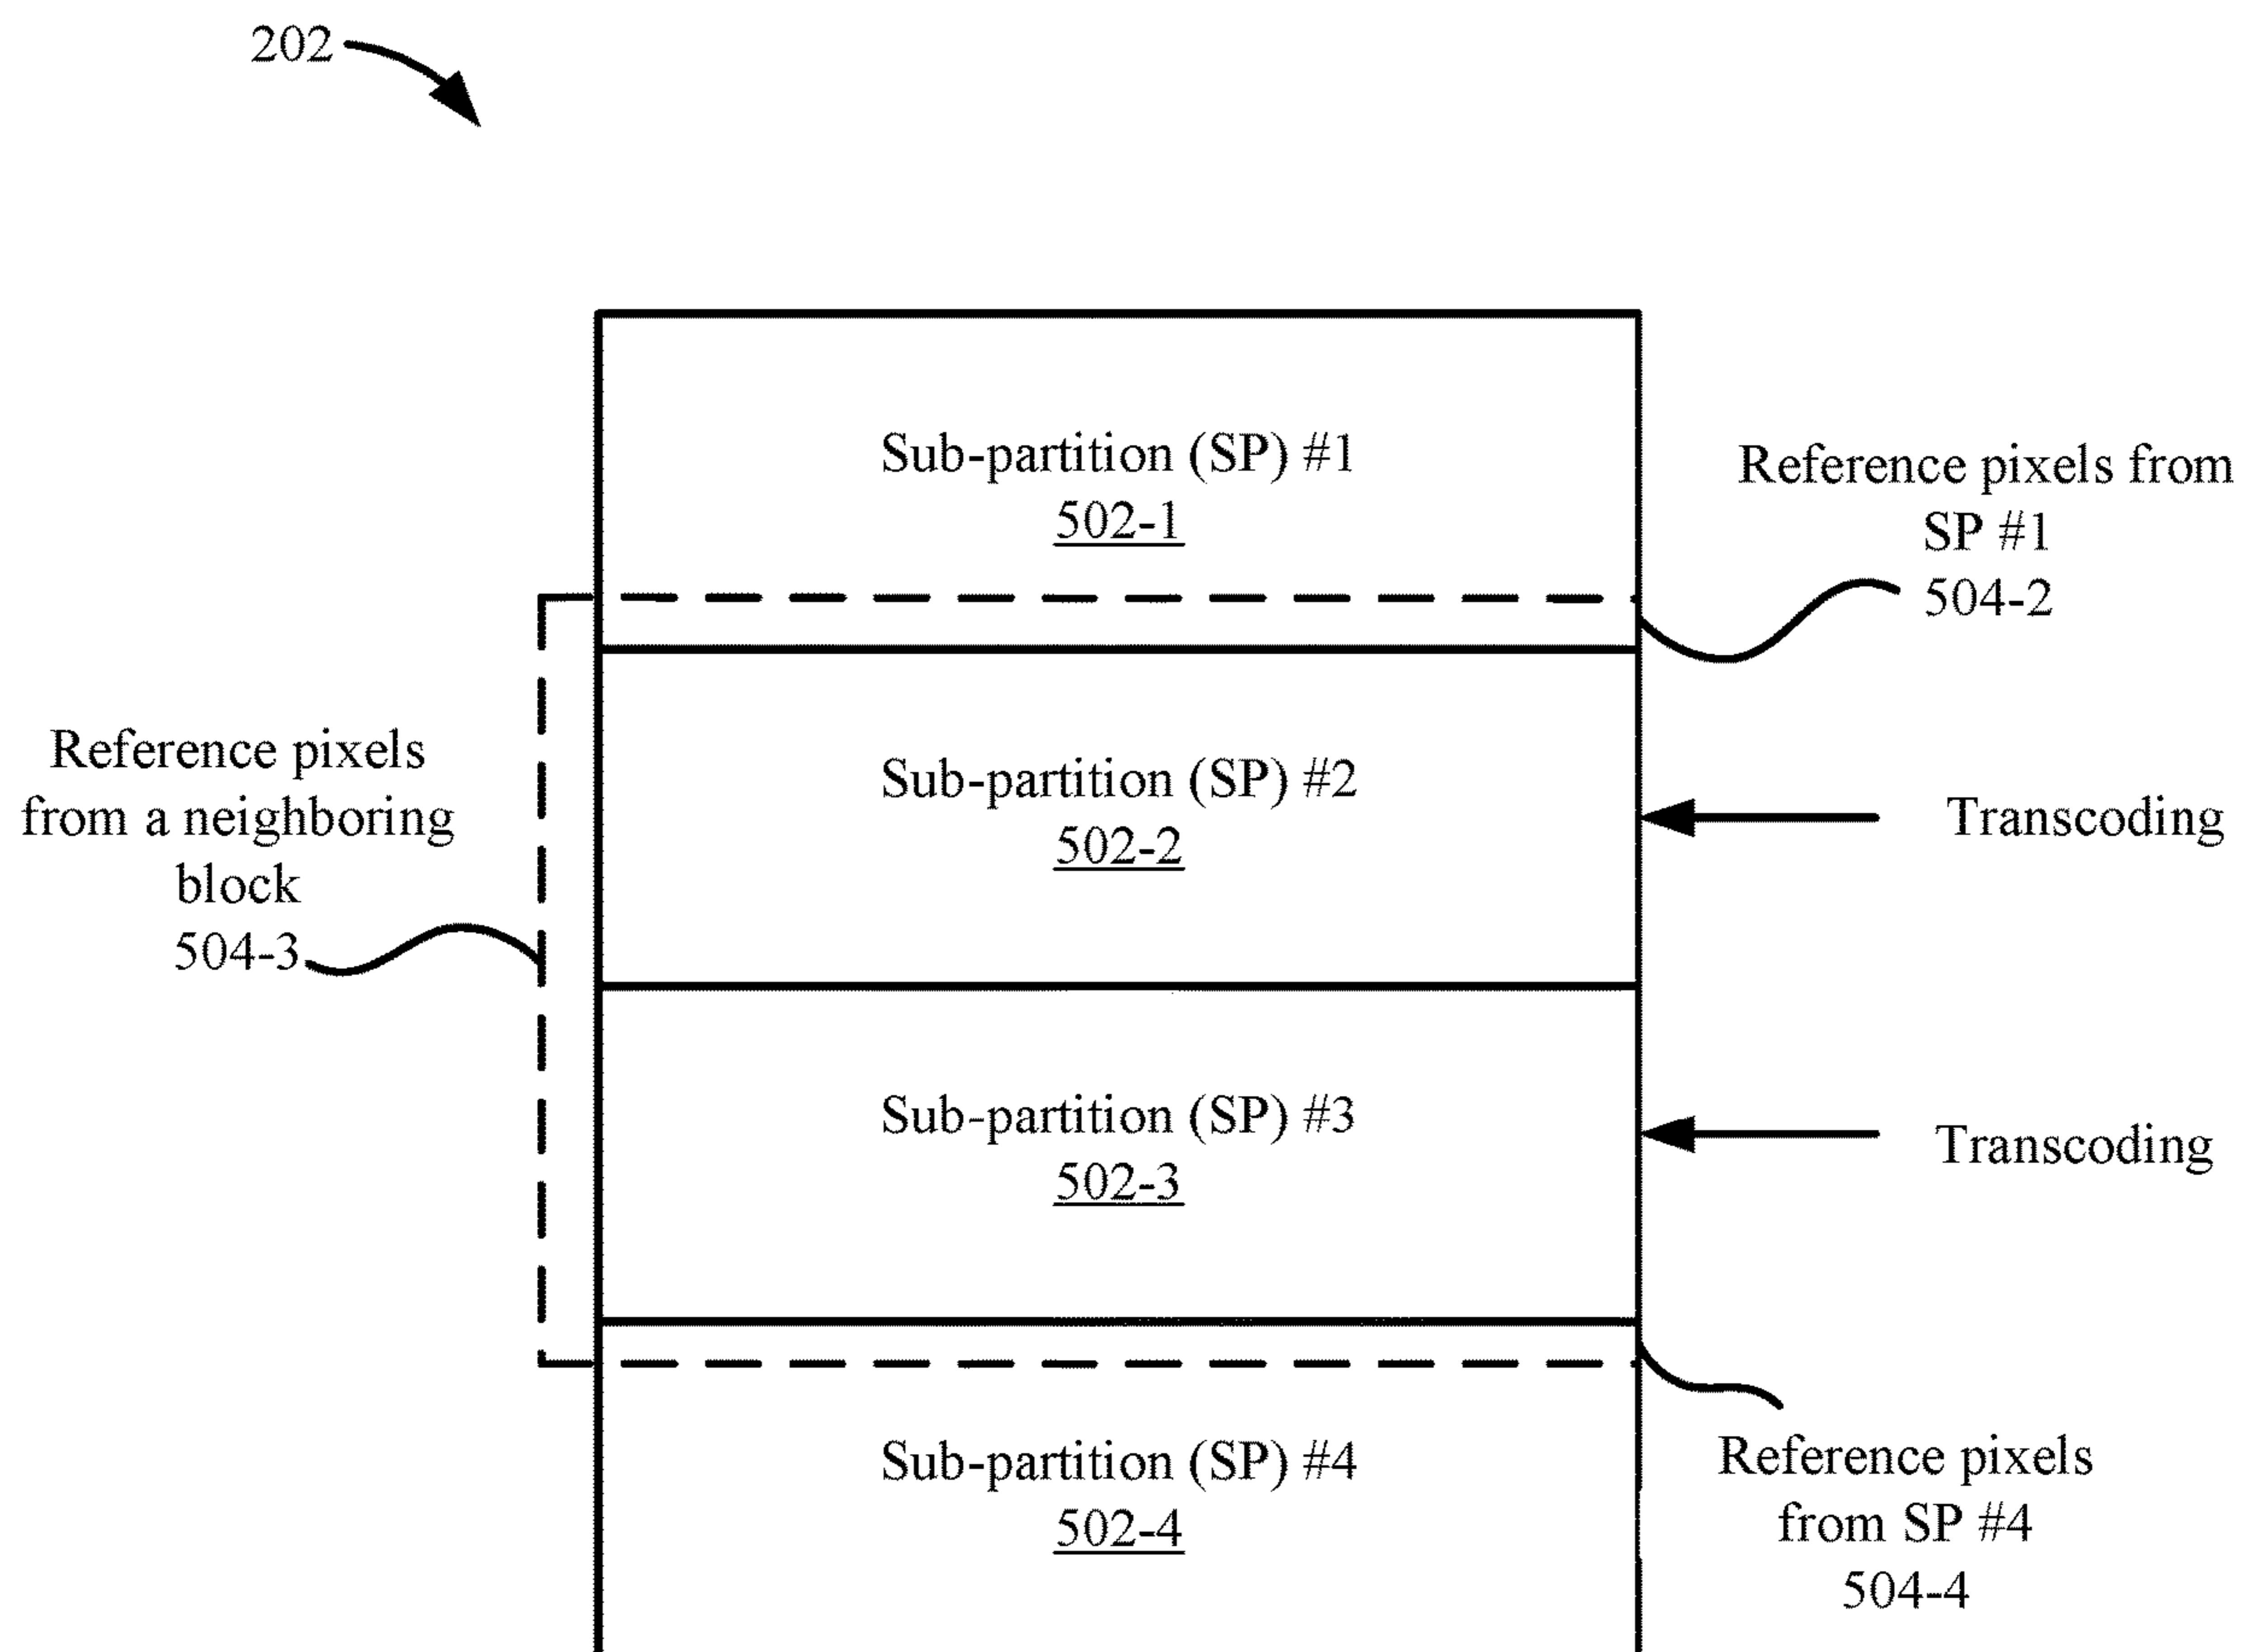 202
Sub-partition (SP) #1
502-1
Reference pixels from
SP #1
504-2
Reference pixels
from a neighboring
block
504-3
Sub-partition (SP) #2
502-2
Transcoding
Sub-partition (SP) #3
502-3
Transcoding
Sub-partition (SP) #4
502-4
Reference pixels
from SP #4
504-4